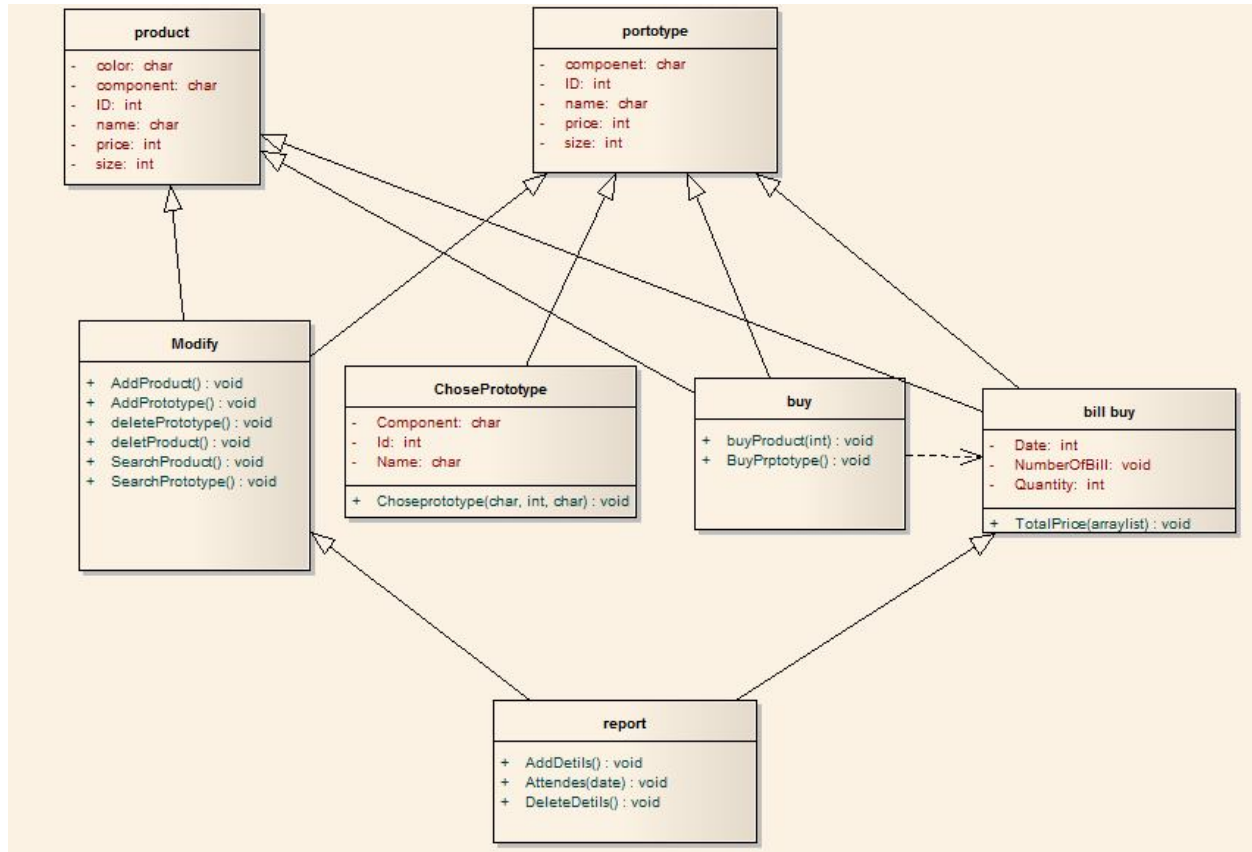 product
- color: char
- component: char
- ID: int
- name: char
- price: int
- size: int
portotype
- compoenet: char
- ID: int
- name: char
- price: int
- size: int
Modify
+ AddProduct() : void
+ AddPrototype() : void
+ deletePrototype() : void
+ deletProduct() : void
+ SearchProduct() : void
+ SearchPrototype() : void
ChosePrototype
- Component: char
- Id: int
- Name: char
+ Choseprototype(char, int, char) : void
buy
+ buyProduct(int) : void
+ BuyPrptotype() : void
bill buy
- Date: int
- NumberOfBill: void
- Quantity: int
+ TotalPrice(arraylist) : void
report
+ AddDetils() : void
+ Attendes(date) : void
+ DeleteDetils() : void